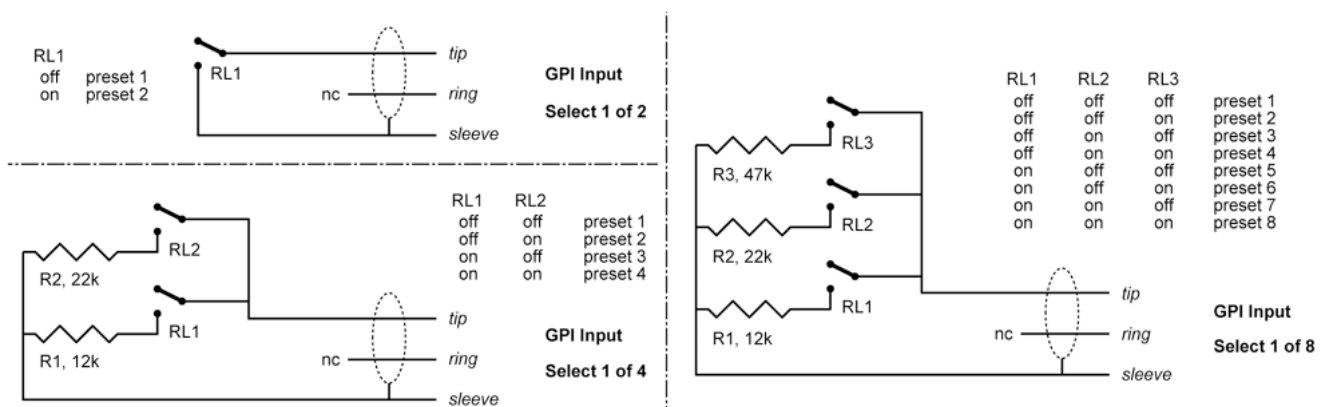 RL1
off preset 1
on preset 2
RL1
tip
nc
ring
sleeve
GPI Input
Select 1 of 2
RL1 RL2
off off preset 1
off on preset 2
on off preset 3
on on preset 4
RL2
R2, 22k
RL1
R1, 12k
tip
nc
ring
sleeve
GPI Input
Select 1 of 4
RL1 RL2 RL3
off off off preset 1
off off on preset 2
off on off preset 3
off on on preset 4
on off off preset 5
on off on preset 6
on on off preset 7
on on on preset 8
RL3
R3, 47k
RL2
R2, 22k
RL1
R1, 12k
tip
nc
ring
sleeve
GPI Input
Select 1 of 8